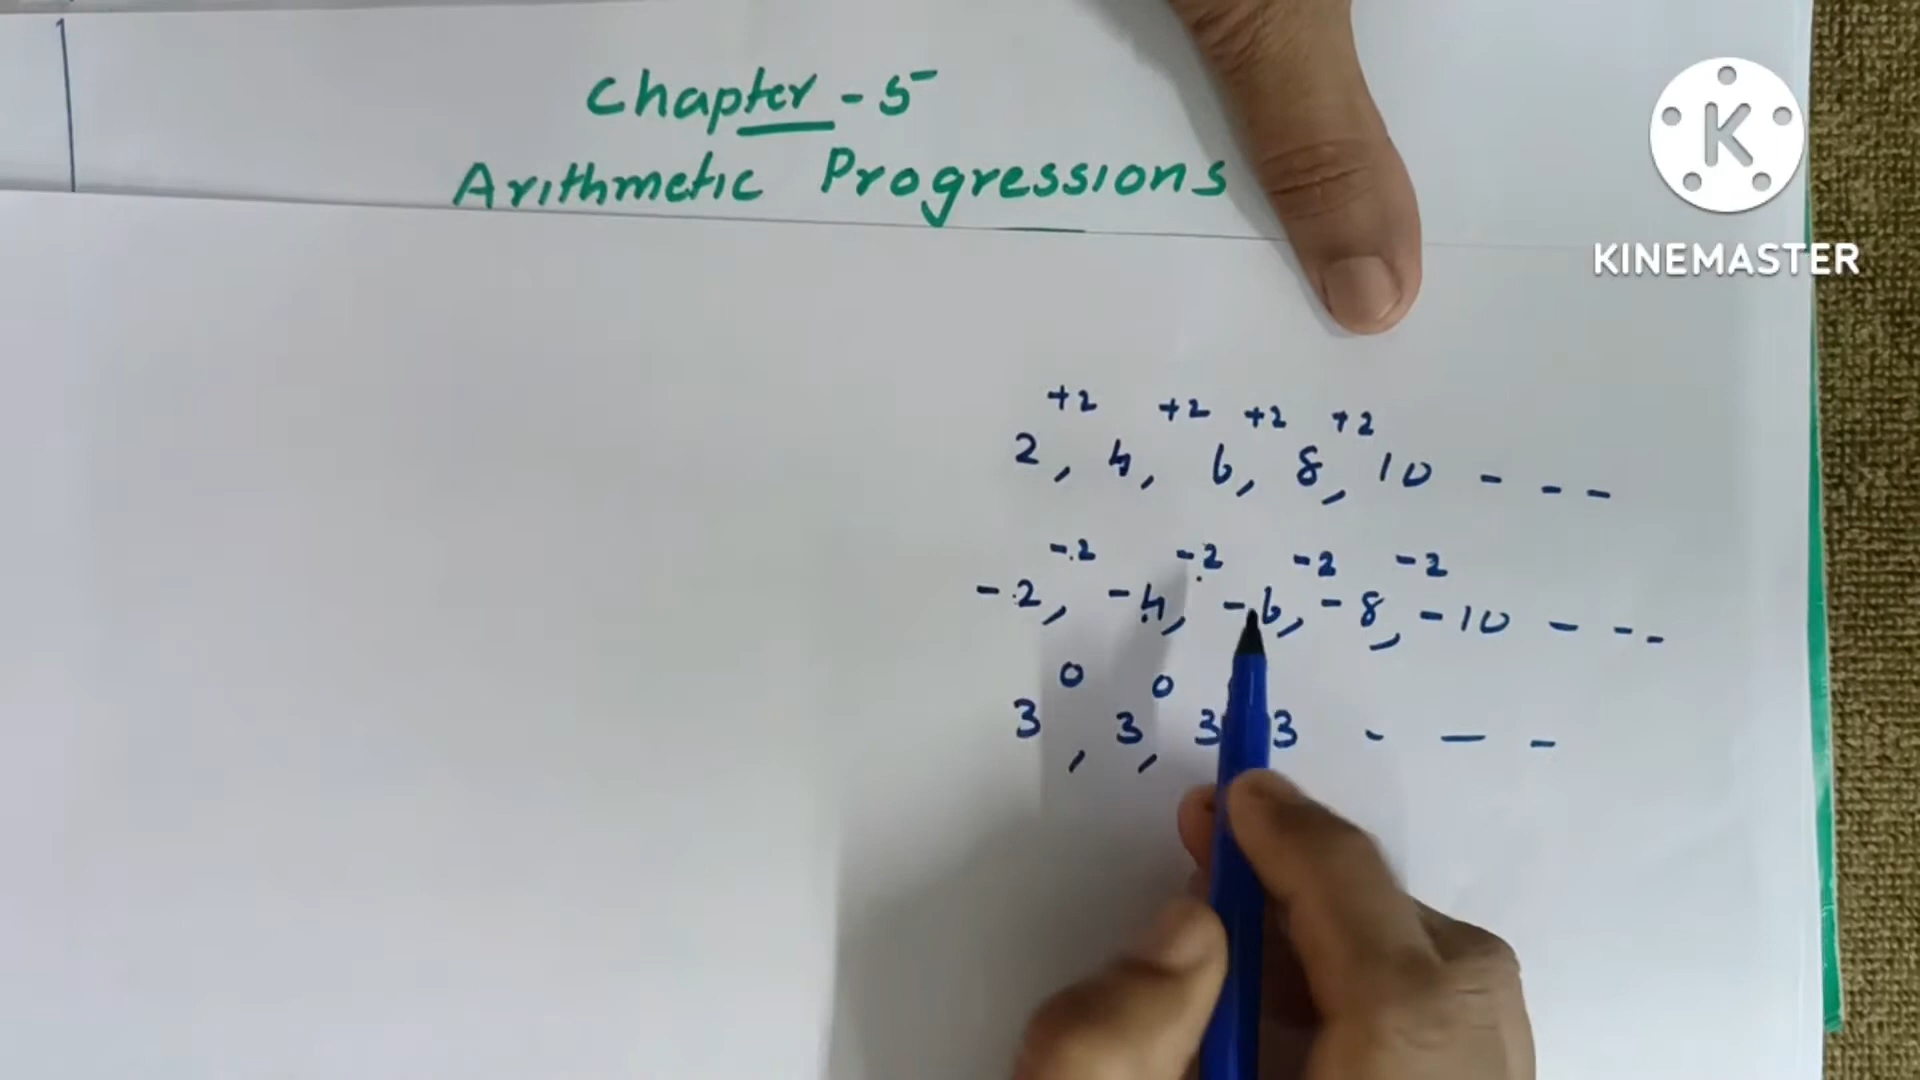 Chapter - 5
Arithmetic Progressions
K
KINEMASTER
+2 +2 +2 +2
2, 4, 6, 8, 10 - - -
-2 -2 -2 -2
-2, -4, -6, -8, -10 - - -
0 0
3, 3, 3 3 - - -